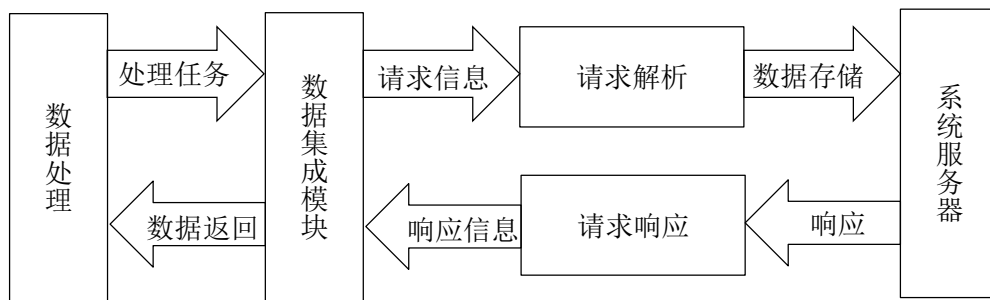 数据处理
处理任务
数据集成模块
请求信息
请求解析
数据存储
系统服务器
数据返回
响应信息
请求响应
响应